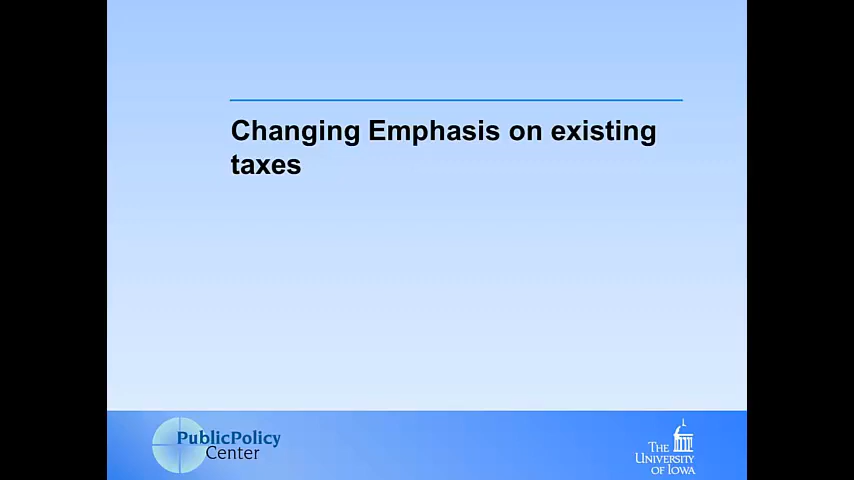 Changing Emphasis on existing
taxes
PublicPolicy
Center
THE
UNIVERSITY
OF IOWA